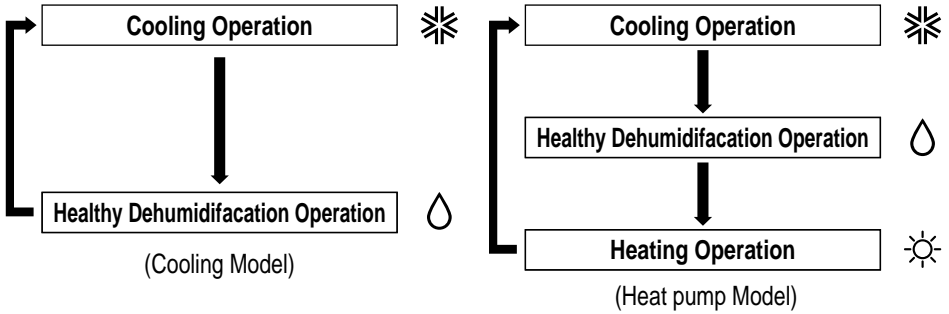 Cooling Operation
Healthy Dehumidifacation Operation
(Cooling Model)
Cooling Operation
Healthy Dehumidifacation Operation
Heating Operation
(Heat pump Model)